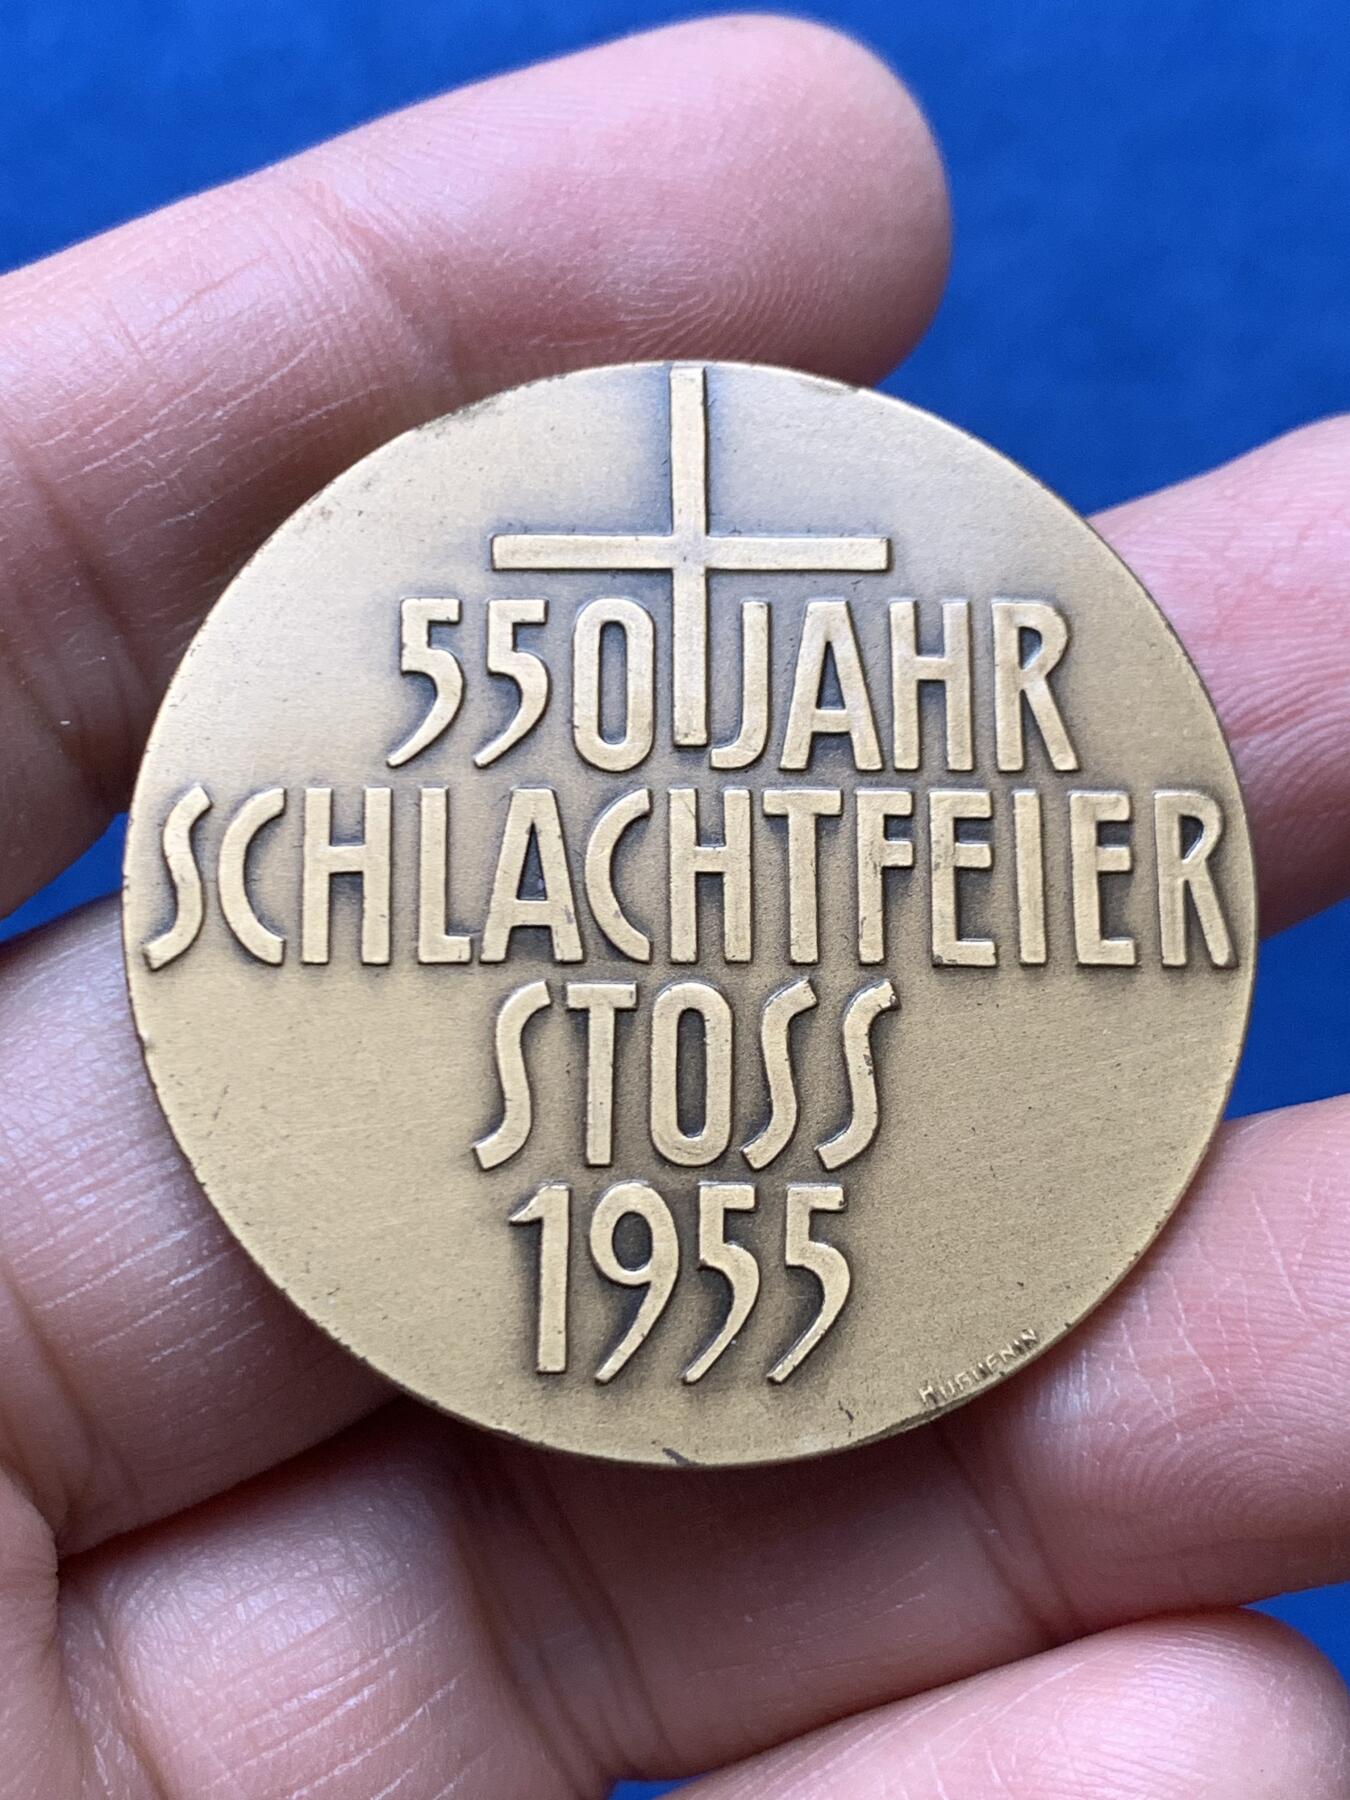 550 JAHR
SCHLACHTFEIER
STOSS
1955
HUGUENIN